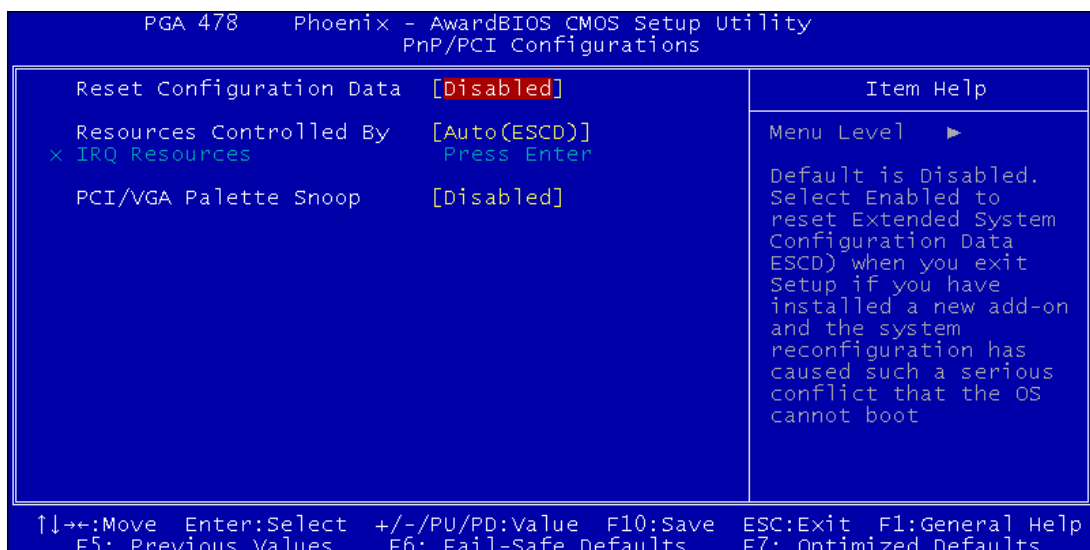 PGA 478 Phoenix - AwardBIOS CMOS Setup Utility
PnP/PCI Configurations
Reset Configuration Data [Disabled]
Resources Controlled By [Auto(ESCD)]
x IRQ Resources Press Enter
PCI/VGA Palette Snoop [Disabled]
Item Help
Menu Level ►
Default is Disabled.
Select Enabled to
reset Extended System
Configuration Data
ESCD) when you exit
Setup if you have
installed a new add-on
and the system
reconfiguration has
caused such a serious
conflict that the OS
cannot boot
↑↓→←:Move Enter:Select +/-/PU/PD:Value F10:Save ESC:Exit F1:General Help
F5: Previous Values F6: Fail-Safe Defaults F7: Optimized Defaults